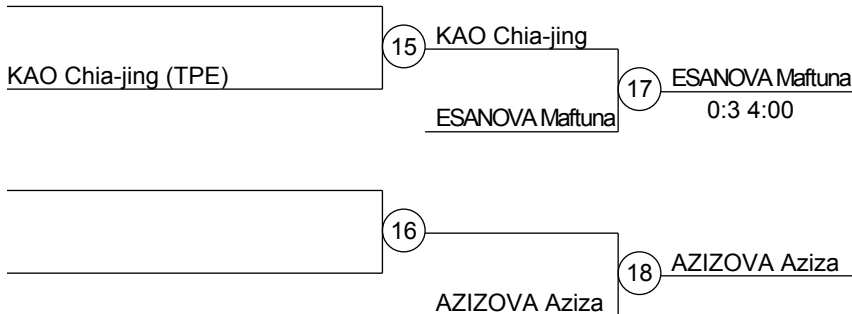 15 KAO Chia-jing
KAO Chia-jing (TPE)
17 ESANOVA Maftuna
ESANOVA Maftuna
0:3 4:00
16
18 AZIZOVA Aziza
AZIZOVA Aziza